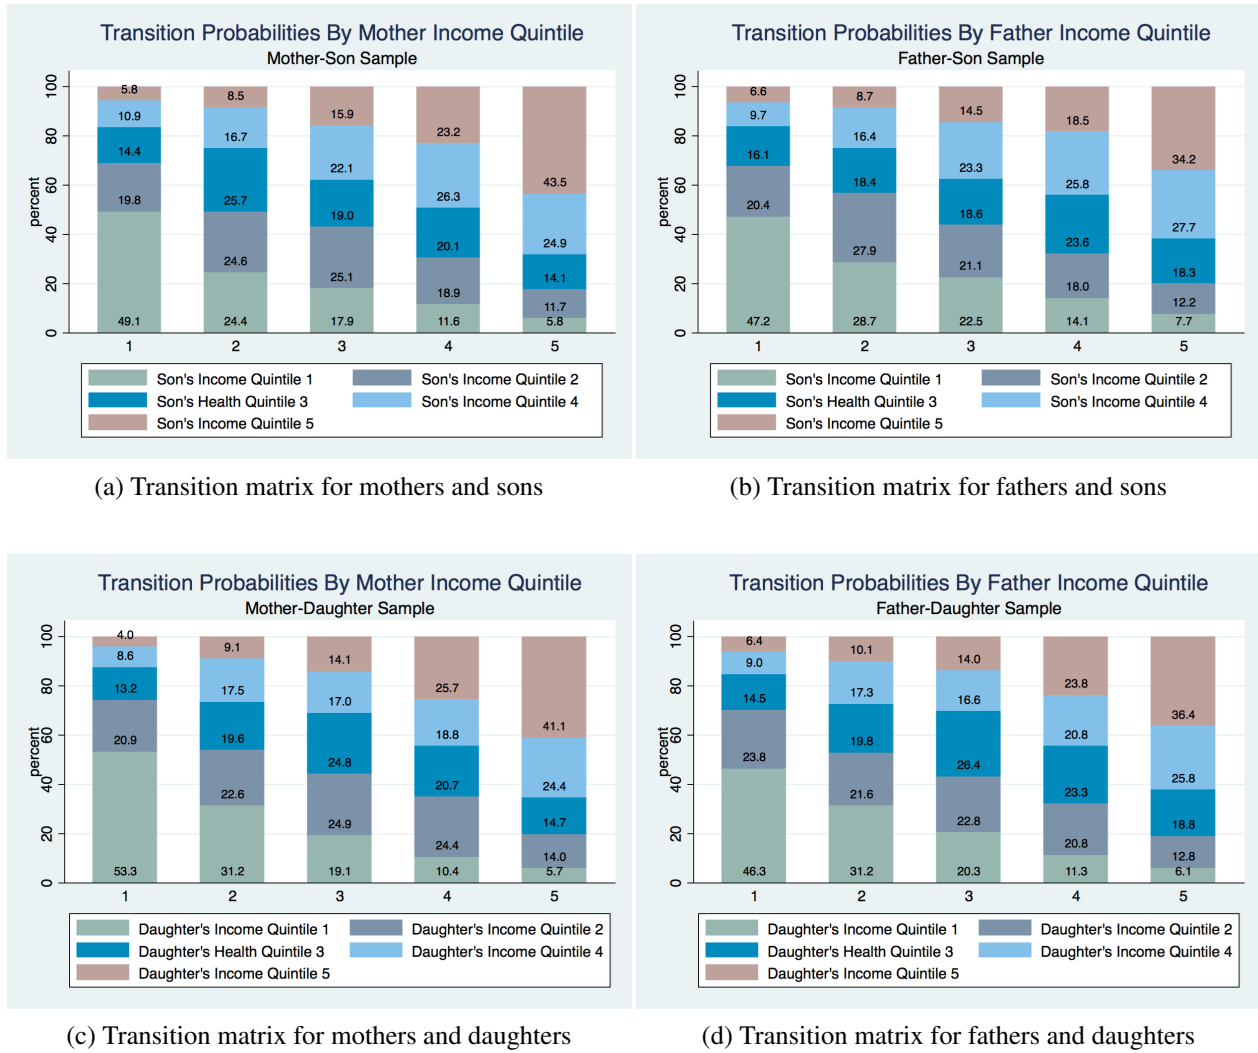 Transition Probabilities By Mother Income Quintile
Mother-Son Sample
percent
0 20 40 60 80 100
5.8 8.5 15.9 23.2 43.5
10.9 16.7 22.1 26.3 24.9
14.4 25.7 19.0 20.1 14.1
19.8 24.6 25.1 18.9 11.7
49.1 24.4 17.9 11.6 5.8
1 2 3 4 5
Son's Income Quintile 1 Son's Income Quintile 2
Son's Health Quintile 3 Son's Income Quintile 4
Son's Income Quintile 5
(a) Transition matrix for mothers and sons
Transition Probabilities By Father Income Quintile
Father-Son Sample
percent
0 20 40 60 80 100
6.6 8.7 14.5 18.5 34.2
9.7 16.4 23.3 25.8 27.7
16.1 18.4 18.6 23.6 18.3
20.4 27.9 21.1 18.0 12.2
47.2 28.7 22.5 14.1 7.7
1 2 3 4 5
Son's Income Quintile 1 Son's Income Quintile 2
Son's Health Quintile 3 Son's Income Quintile 4
Son's Income Quintile 5
(b) Transition matrix for fathers and sons
Transition Probabilities By Mother Income Quintile
Mother-Daughter Sample
percent
0 20 40 60 80 100
4.0 9.1 14.1 25.7 41.1
8.6 17.5 17.0 18.8 24.4
13.2 19.6 24.8 20.7 14.7
20.9 22.6 24.9 24.4 14.0
53.3 31.2 19.1 10.4 5.7
1 2 3 4 5
Daughter's Income Quintile 1 Daughter's Income Quintile 2
Daughter's Health Quintile 3 Daughter's Income Quintile 4
Daughter's Income Quintile 5
(c) Transition matrix for mothers and daughters
Transition Probabilities By Father Income Quintile
Father-Daughter Sample
percent
0 20 40 60 80 100
6.4 10.1 14.0 23.8 36.4
9.0 17.3 16.6 20.8 25.8
14.5 19.8 26.4 23.3 18.8
23.8 21.6 22.8 20.8 12.8
46.3 31.2 20.3 11.3 6.1
1 2 3 4 5
Daughter's Income Quintile 1 Daughter's Income Quintile 2
Daughter's Health Quintile 3 Daughter's Income Quintile 4
Daughter's Income Quintile 5
(d) Transition matrix for fathers and daughters